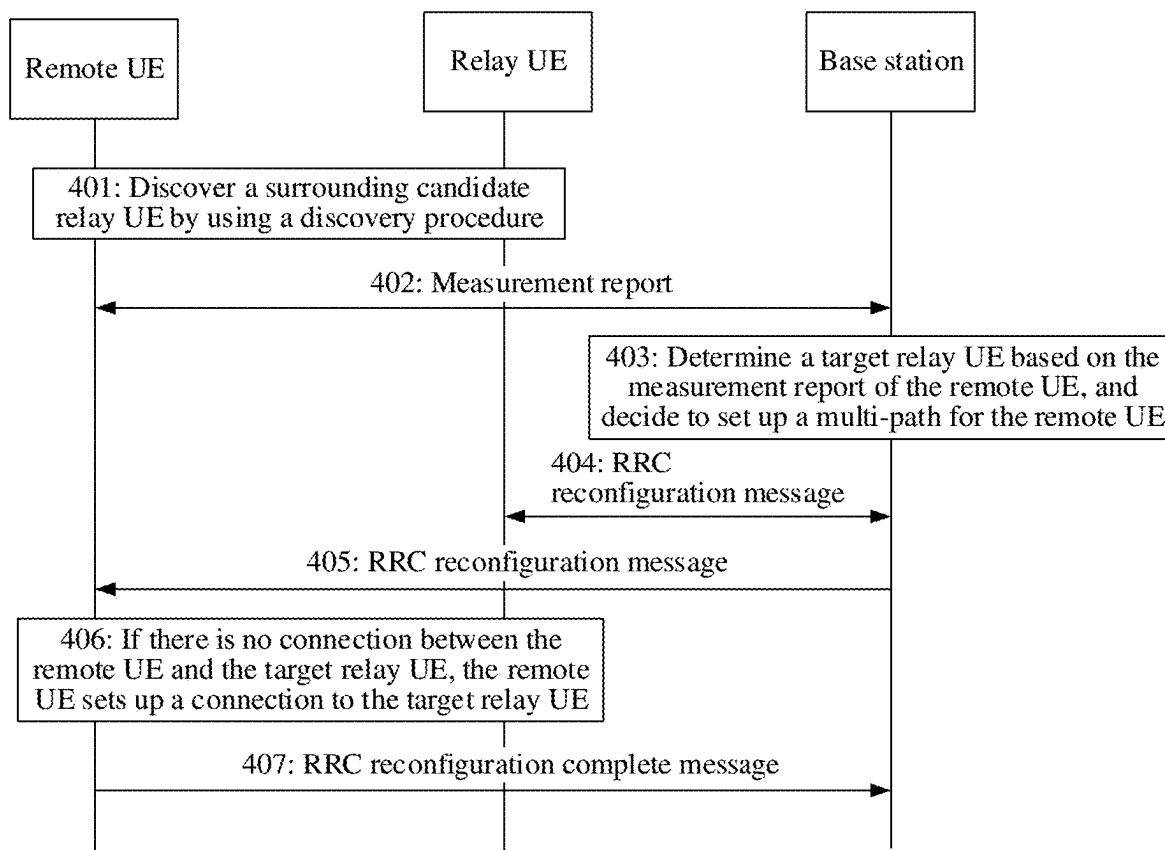 Remote UE
Relay UE
Base station
401: Discover a surrounding candidate
relay UE by using a discovery procedure
402: Measurement report
403: Determine a target relay UE based on the
measurement report of the remote UE, and
decide to set up a multi-path for the remote UE
404: RRC
reconfiguration message
405: RRC reconfiguration message
406: If there is no connection between the
remote UE and the target relay UE, the remote
UE sets up a connection to the target relay UE
407: RRC reconfiguration complete message